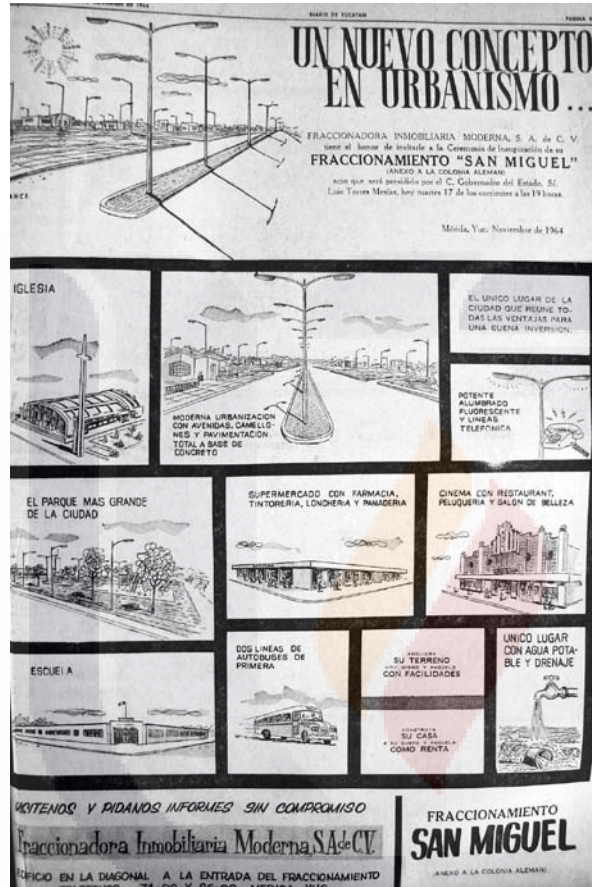 DIARIO DE YUCATAN
UN NUEVO CONCEPTO
EN URBANISMO...
FRACCIONADORA INMOBILIARIA MODERNA, S. A. de C. V.
tiene el honor de invitarle a la Ceremonia de Inauguración de su
FRACCIONAMIENTO "SAN MIGUEL"
(ANEXO A LA COLONIA ALEMAN)
acto que será presidido por el C. Gobernador del Estado, Sr.
Luis Torres Mesías, hoy martes 17 de los corrientes a las 19 horas.
Mérida, Yuc. Noviembre de 1964
IGLESIA
MODERNA URBANIZACION
CON AVENIDAS, CAMELLO-
NES Y PAVIMENTACION
TOTAL A BASE DE
CONCRETO
EL UNICO LUGAR DE LA
CIUDAD QUE REUNE TO-
DAS LAS VENTAJAS PARA
UNA BUENA INVERSION.
POTENTE
ALUMBRADO
FLUORESCENTE
Y LINEAS
TELEFONICA
EL PARQUE MAS GRANDE
DE LA CIUDAD
SUPERMERCADO CON FARMACIA,
TINTORERIA, LONCHERIA Y PANADERIA
CINEMA CON RESTAURANT,
PELUQUERIA Y SALON DE BELLEZA
ESCUELA
DOS LINEAS DE
AUTOBUSES DE
PRIMERA
ADQUIERA
SU TERRENO
CON FACILIDADES
CONSTRUYA
SU CASA
A SU GUSTO Y PAGUELA
COMO RENTA
UNICO LUGAR
CON AGUA POTA-
BLE Y DRENAJE
VISITENOS Y PIDANOS INFORMES SIN COMPROMISO
Fraccionadora Inmobiliaria Moderna, S.A. de C.V.
EDIFICIO EN LA DIAGONAL A LA ENTRADA DEL FRACCIONAMIENTO
FRACCIONAMIENTO
SAN MIGUEL
(ANEXO A LA COLONIA ALEMAN)